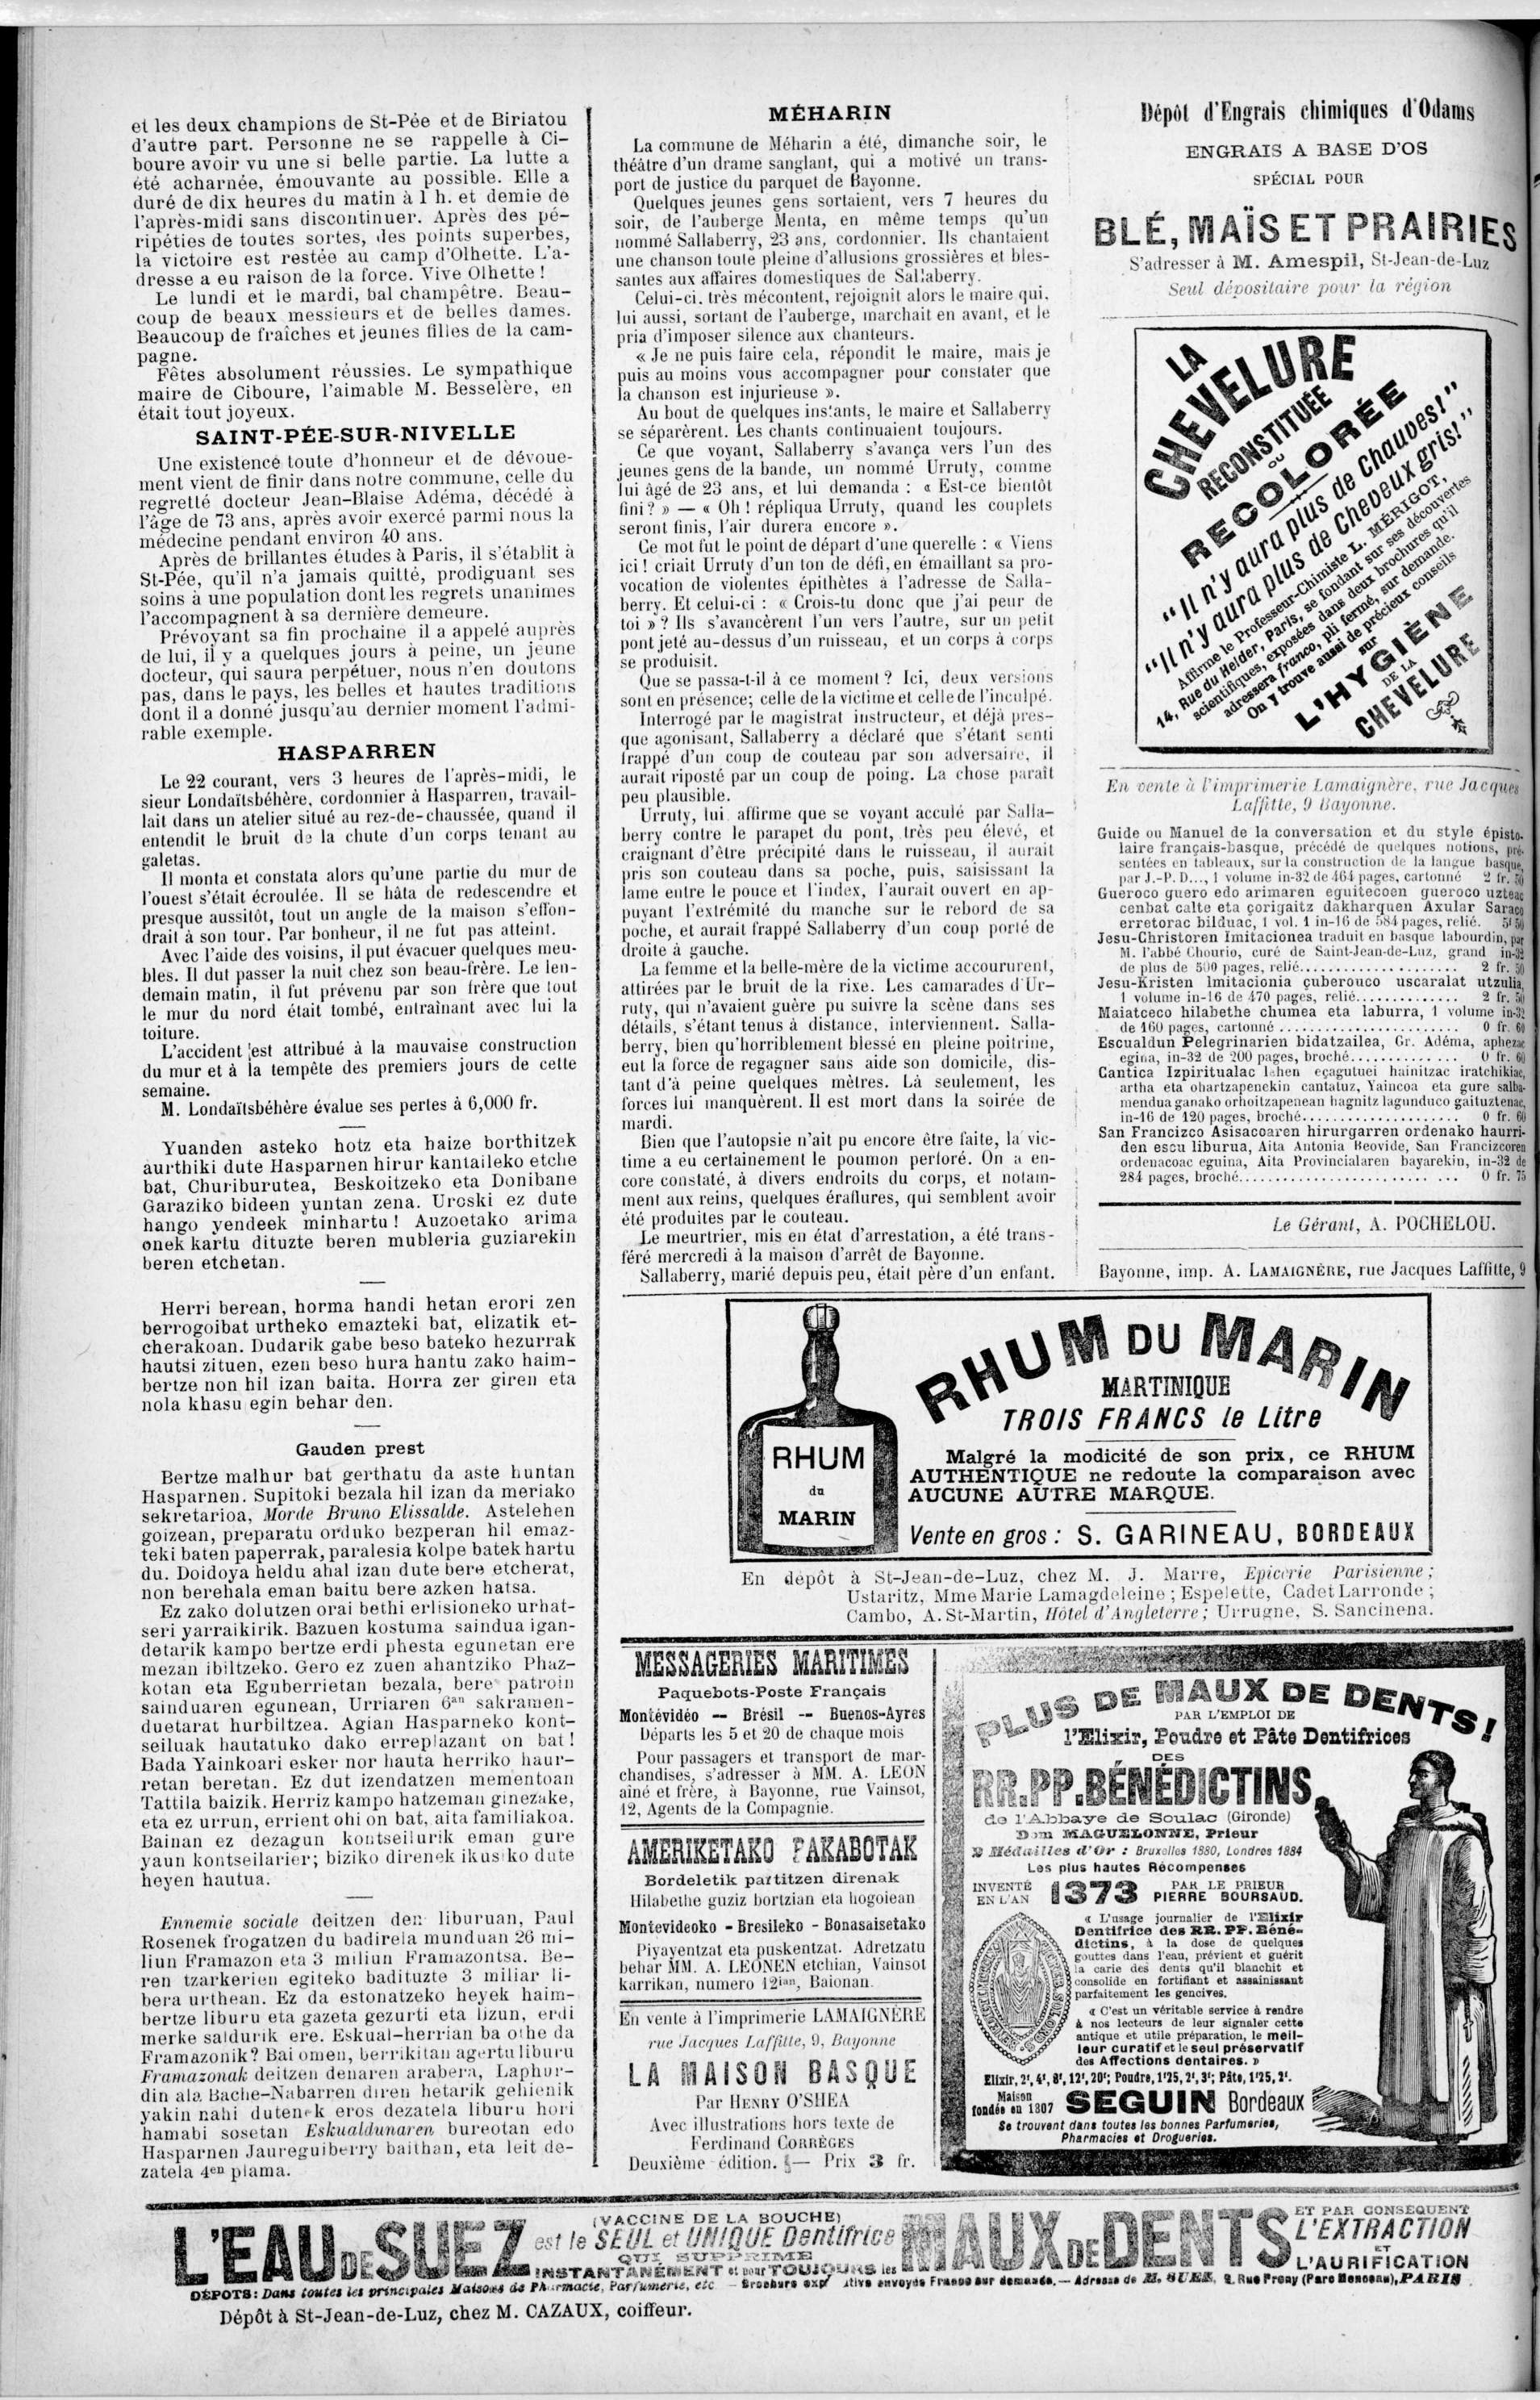 et les deux champions de St-Pée et de Biriatou
d'autre part. Personne ne se rappelle à Ci-
boure avoir vu une si belle partie. La lutte a
été acharnée, émouvante au possible. Elle a
duré de dix heures du matin à 1 h. et demie de
l'après-midi sans discontinuer. Après des pé-
ripéties de toutes sortes, des points superbes,
la victoire est restée au camp d'Olhette. L'a-
dresse a eu raison de la force. Vive Olhette !
Le lundi et le mardi, bal champêtre. Beau-
coup de beaux messieurs et de belles dames.
Beaucoup de fraîches et jeunes filles de la cam-
pagne.
Fêtes absolument réussies. Le sympathique
maire de Ciboure, l'aimable M. Besselère, en
était tout joyeux.
SAINT-PÉE-SUR-NIVELLE
Une existence toute d'honneur et de dévoue-
ment vient de finir dans notre commune, celle du
regretté docteur Jean-Blaise Adéma, décédé à
l'âge de 73 ans, après avoir exercé parmi nous la
médecine pendant environ 40 ans.
Après de brillantes études à Paris, il s'établit à
St-Pée, qu'il n'a jamais quitté, prodiguant ses
soins à une population dont les regrets unanimes
l'accompagnent à sa dernière demeure.
Prévoyant sa fin prochaine il a appelé auprès
de lui, il y a quelques jours à peine, un jeune
docteur, qui saura perpétuer, nous n'en doutons
pas, dans le pays, les belles et hautes traditions
dont il a donné jusqu'au dernier moment l'admi-
rable exemple.
HASPARREN
Le 22 courant, vers 3 heures de l'après-midi, le
sieur Londaïtsbéhère, cordonnier à Hasparren, travail-
lait dans un atelier situé au rez-de-chaussée, quand il
entendit le bruit de la chute d'un corps tenant au
galetas.
Il monta et constata alors qu'une partie du mur de
l'ouest s'était écroulée. Il se hâta de redescendre et
presque aussitôt, tout un angle de la maison s'effon-
drait à son tour. Par bonheur, il ne fut pas atteint.
Avec l'aide des voisins, il put évacuer quelques meu-
bles. Il dut passer la nuit chez son beau-frère. Le len-
demain matin, il fut prévenu par son frère que tout
le mur du nord était tombé, entraînant avec lui la
toiture.
L'accident est attribué à la mauvaise construction
du mur et à la tempête des premiers jours de cette
semaine.
M. Londaïtsbéhère évalue ses pertes à 6,000 fr.
Yuanden asteko hotz eta haize borthitzek
aurthiki dute Hasparnen hirur kantaileko etche
bat, Churiburutea, Beskoitzeko eta Donibane
Garaziko bideen yuntan zena. Uroski ez dute
hango yendeek minhartu ! Auzoetako arima
onek kartu dituzte beren mubleria guziarekin
beren etchetan.
Herri berean, horma handi hetan erori zen
berrogoibat urtheko emazteki bat, elizatik et-
cherakoan. Dudarik gabe beso bateko hezurrak
hautsi zituen, ezen beso hura hantu zako haim-
bertze non hil izan baita. Horra zer giren eta
nola khasu egin behar den.
Gauden prest
Bertze malhur bat gerthatu da aste huntan
Hasparnen. Supitoki bezala hil izan da meriako
sekretarioa, Morde Bruno Elissalde. Astelehen
goizean, preparatu orduko bezperan hil emaz-
teki baten paperrak, paralesia kolpe batek hartu
du. Doidoya heldu ahal izan dute bere etcherat,
non berehala eman baitu bere azken hatsa.
Ez zako dolutzen orai bethi erlisioneko urhat-
seri yarraikirik. Bazuen kostuma saindua igan-
detarik kampo bertze erdi phesta egunetan ere
mezan ibiltzeko. Gero ez zuen ahantziko Phaz-
kotan eta Eguberrietan bezala, bere patroin
sainduaren egunean, Urriaren 6an sakramen-
duetarat hurbiltzea. Agian Hasparneko kont-
seiluak hautatuko dako erreplazant on bat !
Bada Yainkoari esker nor hauta herriko haur-
retan beretan. Ez dut izendatzen mementoan
Tattila baizik. Herriz kampo hatzeman ginezake,
eta ez urrun, errient ohi on bat, aita familiakoa.
Bainan ez dezagun kontseilurik eman gure
yaun kontseilarier; biziko direnek ikusiko dute
heyen hautua.
Ennemie sociale deitzen den liburuan, Paul
Rosenek frogatzen du badirela munduan 26 mi-
liun Framazon eta 3 miliun Framazontsa. Be-
ren tzarkerien egiteko badituzte 3 miliar li-
bera urthean. Ez da estonatzeko heyek haim-
bertze liburu eta gazeta gezurti eta lizun, erdi
merke saldurik ere. Eskual-herrian ba othe da
Framazonik? Bai omen, berrikitan agertu liburu
Framazonak deitzen denaren arabera, Laphur-
din ala Bache-Nabarren diren hetarik gehienik
yakin nahi dutenek eros dezatela liburu hori
hamabi sosetan Eskualdunaren bureotan edo
Hasparnen Jaureguiberry baithan, eta leit de-
zatela 4en plama.
MÉHARIN
La commune de Méharin a été, dimanche soir, le
théâtre d'un drame sanglant, qui a motivé un trans-
port de justice du parquet de Bayonne.
Quelques jeunes gens sortaient, vers 7 heures du
soir, de l'auberge Menta, en même temps qu'un
nommé Sallaberry, 23 ans, cordonnier. Ils chantaient
une chanson toute pleine d'allusions grossières et bles-
santes aux affaires domestiques de Sallaberry.
Celui-ci, très mécontent, rejoignit alors le maire qui,
lui aussi, sortant de l'auberge, marchait en avant, et le
pria d'imposer silence aux chanteurs.
« Je ne puis faire cela, répondit le maire, mais je
puis au moins vous accompagner pour constater que
la chanson est injurieuse ».
Au bout de quelques instants, le maire et Sallaberry
se séparèrent. Les chants continuaient toujours.
Ce que voyant, Sallaberry s'avança vers l'un des
jeunes gens de la bande, un nommé Urruty, comme
lui âgé de 23 ans, et lui demanda : « Est-ce bientôt
fini ? » — « Oh ! répliqua Urruty, quand les couplets
seront finis, l'air durera encore ».
Ce mot fut le point de départ d'une querelle : « Viens
ici ! criait Urruty d'un ton de défi, en émaillant sa pro-
vocation de violentes épithètes à l'adresse de Salla-
berry. Et celui-ci : « Crois-tu donc que j'ai peur de
toi » ? Ils s'avancèrent l'un vers l'autre, sur un petit
pont jeté au-dessus d'un ruisseau, et un corps à corps
se produisit.
Que se passa-t-il à ce moment ? Ici, deux versions
sont en présence; celle de la victime et celle de l'inculpé.
Interrogé par le magistrat instructeur, et déjà pres-
que agonisant, Sallaberry a déclaré que s'étant senti
frappé d'un coup de couteau par son adversaire, il
aurait riposté par un coup de poing. La chose paraît
peu plausible.
Urruty, lui affirme que se voyant acculé par Salla-
berry contre le parapet du pont, très peu élevé, et
craignant d'être précipité dans le ruisseau, il aurait
pris son couteau dans sa poche, puis, saisissant la
lame entre le pouce et l'index, l'aurait ouvert en ap-
puyant l'extrémité du manche sur le rebord de sa
poche, et aurait frappé Sallaberry d'un coup porté de
droite à gauche.
La femme et la belle-mère de la victime accoururent,
attirées par le bruit de la rixe. Les camarades d'Ur-
ruty, qui n'avaient guère pu suivre la scène dans ses
détails, s'étant tenus à distance, interviennent. Salla-
berry, bien qu'horriblement blessé en pleine poitrine,
eut la force de regagner sans aide son domicile, dis-
tant d'à peine quelques mètres. Là seulement, les
forces lui manquèrent. Il est mort dans la soirée de
mardi.
Bien que l'autopsie n'ait pu encore être faite, la vic-
time a eu certainement le poumon perforé. On a en-
core constaté, à divers endroits du corps, et notam-
ment aux reins, quelques éraflures, qui semblent avoir
été produites par le couteau.
Le meurtrier, mis en état d'arrestation, a été trans-
féré mercredi à la maison d'arrêt de Bayonne.
Sallaberry, marié depuis peu, était père d'un enfant.
Dépôt d'Engrais chimiques d'Odams
ENGRAIS A BASE D'OS
SPÉCIAL POUR
BLÉ, MAÏS ET PRAIRIES
S'adresser à M. Amespil, St-Jean-de-Luz
Seul dépositaire pour la région
LA
CHEVELURE
RECONSTITUÉE
OU
RECOLORÉE
"Il n'y aura plus de Chauves!"
"Il n'y aura plus de Cheveux gris!",
Affirme le Professeur-Chimiste L. MÉRIGOT,
14, Rue du Helder, Paris, se fondant sur ses découvertes
scientifiques, exposées dans deux brochures qu'il
adressera franco, pli fermé, sur demande.
On y trouve aussi de précieux conseils
sur
L'HYGIÈNE
DE LA
CHEVELURE
En vente à l'imprimerie Lamaignère, rue Jacques
Laffitte, 9 Bayonne.
Guide ou Manuel de la conversation et du style épisto-
laire français-basque, précédé de quelques notions, pré-
sentées en tableaux, sur la construction de la langue basque,
par J.-P. D..., 1 volume in-32 de 464 pages, cartonné 2 fr. 50
Gueroco guero edo arimaren eguitecoen gueroco uzteac
cenbat calte eta çorigaitz dakharquen Axular Saraco
erretorac bilduac, 1 vol. 1 in-16 de 584 pages, relié. 5f 50
Jesu-Christoren Imitacionea traduit en basque labourdin, par
M. l'abbé Chourio, curé de Saint-Jean-de-Luz, grand in-32
de plus de 500 pages, relié..................... 2 fr. 50
Jesu-Kristen Imitacionia çuberouco uscaralat utzulia,
1 volume in-16 de 470 pages, relié.............. 2 fr. 50
Maiatceco hilabethe chumea eta laburra, 1 volume in-32
de 160 pages, cartonné ....................... 0 fr. 60
Escualdun Pelegrinarien bidatzailea, Gr. Adéma, aphezac
egina, in-32 de 200 pages, broché.............. 0 fr. 60
Cantica Izpiritualac lehen eçagutuei hainitzac iratchikiac,
artha eta ohartzapenekin cantatuz, Yaincoa eta gure salba-
mendua ganako orhoitzapenean hagnitz lagunduco gaituztenac,
in-16 de 120 pages, broché..................... 0 fr. 60
San Francizco Asisacoaren hirurgarren ordenako haurri-
den escu liburua, Aita Antonia Beovide, San Francizcoren
ordenacoac eguina, Aita Provincialaren bayarekin, in-32 de
284 pages, broché........................... 0 fr. 75
Le Gérant, A. POCHELOU.
Bayonne, imp. A. LAMAIGNÈRE, rue Jacques Laffitte, 9
RHUM DU MARIN
MARTINIQUE
TROIS FRANCS le Litre
RHUM
du
MARIN
Malgré la modicité de son prix, ce RHUM
AUTHENTIQUE ne redoute la comparaison avec
AUCUNE AUTRE MARQUE.
Vente en gros : S. GARINEAU, BORDEAUX
En dépôt à St-Jean-de-Luz, chez M. J. Marre, Epicerie Parisienne ;
Ustaritz, Mme Marie Lamagdeleine ; Espelette, Cadet Larronde ;
Cambo, A. St-Martin, Hôtel d'Angleterre ; Urrugne, S. Sancinena.
MESSAGERIES MARITIMES
Paquebots-Poste Français
Montévidéo -- Brésil -- Buenos-Ayres
Départs les 5 et 20 de chaque mois
Pour passagers et transport de mar-
chandises, s'adresser à MM. A. LEON
ainé et frère, à Bayonne, rue Vainsot,
12, Agents de la Compagnie.
AMERIKETAKO PAKABOTAK
Bordeletik partitzen direnak
Hilabethe guziz bortzian eta hogoiean
Montevideoko - Bresileko - Bonasaisetako
Piyayentzat eta puskentzat. Adretzatu
behar MM. A. LEONEN etchian, Vainsot
karrikan, numero 12ian, Baionan.
En vente à l'imprimerie LAMAIGNÈRE
rue Jacques Laffitte, 9, Bayonne
LA MAISON BASQUE
Par HENRY O'SHEA
Avec illustrations hors texte de
Ferdinand CORRÈGES
Deuxième édition. — Prix 3 fr.
PLUS DE MAUX DE DENTS !
PAR L'EMPLOI DE
l'Elixir, Poudre et Pâte Dentifrices
DES
RR.PP.BÉNÉDICTINS
de l'Abbaye de Soulac (Gironde)
Dom MAGUELONNE, Prieur
2 Médailles d'Or : Bruxelles 1880, Londres 1884
Les plus hautes Récompenses
INVENTÉ
EN L'AN
1373
PAR LE PRIEUR
PIERRE BOURSAUD.
« L'usage journalier de l'Elixir
Dentifrice des RR. PP. Béné-
dictins, à la dose de quelques
gouttes dans l'eau, prévient et guérit
la carie des dents qu'il blanchit et
consolide en fortifiant et assainissant
parfaitement les gencives.
« C'est un véritable service à rendre
à nos lecteurs de leur signaler cette
antique et utile préparation, le meil-
leur curatif et le seul préservatif
des Affections dentaires. »
Elixir, 2f, 4f, 8f, 12f, 20f; Poudre, 1f25, 2f, 3f; Pâte, 1f25, 2f.
Maison
fondée en 1807
SEGUIN Bordeaux
Se trouvent dans toutes les bonnes Parfumeries,
Pharmacies et Drogueries.
L'EAU DE SUEZ
(VACCINE DE LA BOUCHE)
est le SEUL et UNIQUE Dentifrice
QUI SUPPRIME
INSTANTANÉMENT et pour TOUJOURS les
MAUX DE DENTS
ET PAR CONSEQUENT
L'EXTRACTION
ET
L'AURIFICATION
DÉPOTS : Dans toutes les principales Maisons de Pharmacie, Parfumerie, etc — Brochure envoyée Franco sur demande. — Adresse de M. SUEZ, 9, Rue Prony (Parc Monceau), PARIS
Dépôt à St-Jean-de-Luz, chez M. CAZAUX, coiffeur.